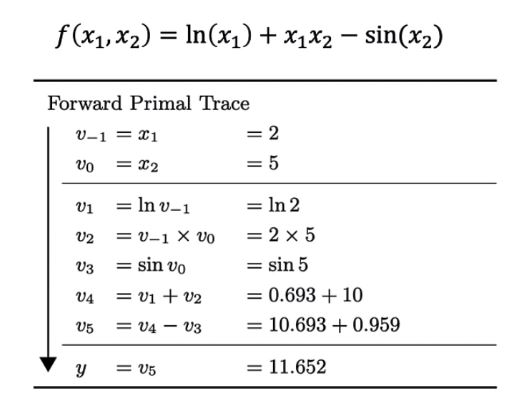 f(x₁, x₂) = ln(x₁) + x₁x₂ − sin(x₂)
Forward Primal Trace
v₋₁ = x₁ = 2
v₀ = x₂ = 5
v₁ = ln v₋₁ = ln 2
v₂ = v₋₁ × v₀ = 2 × 5
v₃ = sin v₀ = sin 5
v₄ = v₁ + v₂ = 0.693 + 10
v₅ = v₄ − v₃ = 10.693 + 0.959
y = v₅ = 11.652